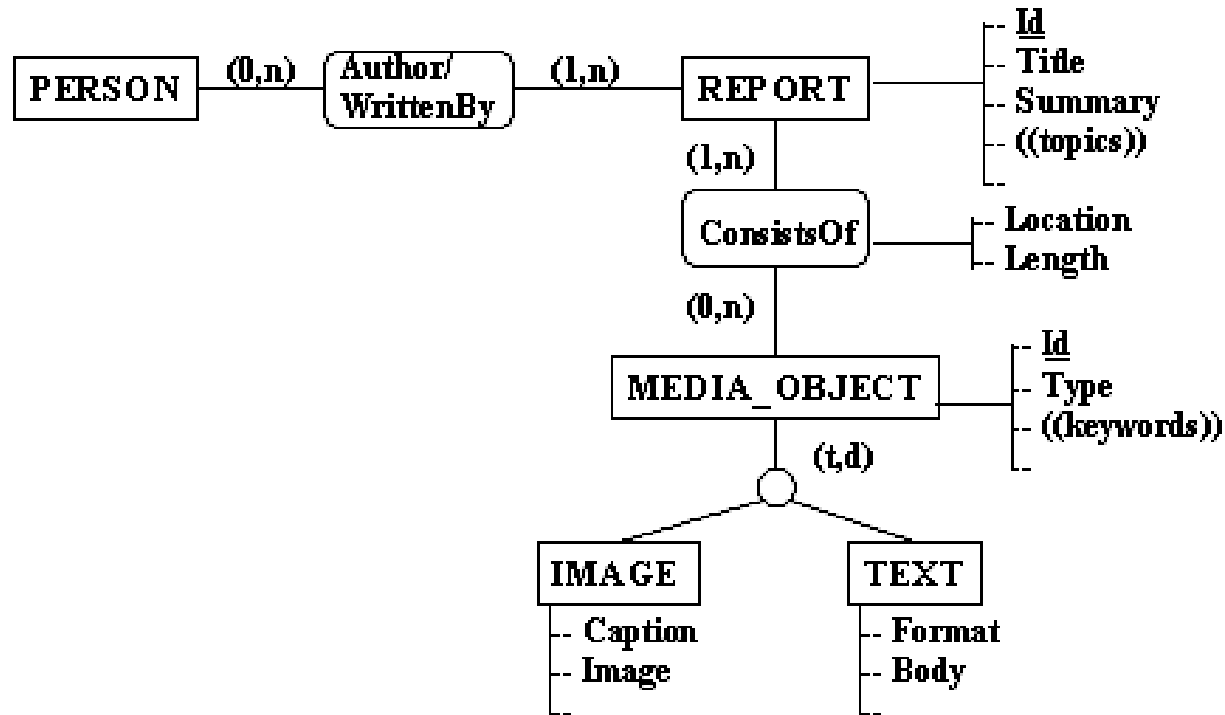 PERSON
(0,n)
Author/
WrittenBy
(1,n)
REPORT
Id
Title
Summary
((topics))
(1,n)
ConsistsOf
Location
Length
(0,n)
MEDIA_OBJECT
Id
Type
((keywords))
(t,d)
IMAGE
Caption
Image
TEXT
Format
Body